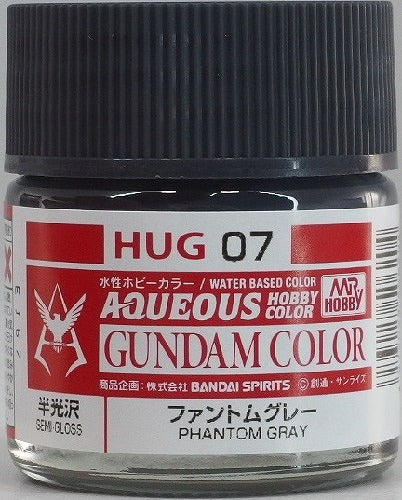 HUG 07
水性ホビーカラー / WATER BASED COLOR
AQUEOUS HOBBY COLOR
Mr HOBBY
GUNDAM COLOR
商品企画：株式会社 BANDAI SPIRITS ©創通・サンライズ
半光沢
SEMI-GLOSS
ファントムグレー
PHANTOM GRAY